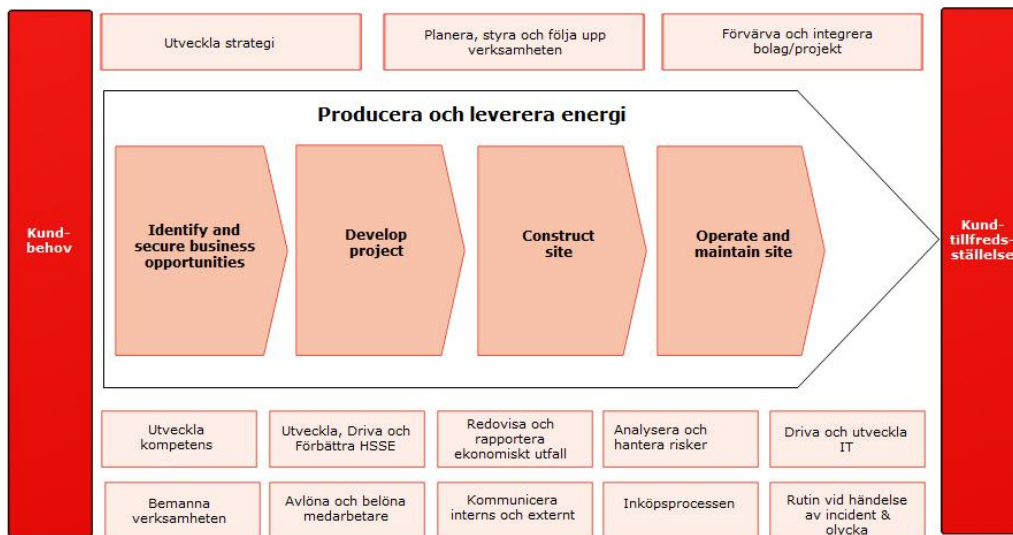 Utveckla strategi
Planera, styra och följa upp
verksamheten
Förvärva och integrera
bolag/projekt
Kund-
behov
Producera och leverera energi
Identify and
secure business
opportunities
Develop
project
Construct
site
Operate and
maintain site
Kund-
tillfreds-
ställelse
Utveckla
kompetens
Utveckla, Driva och
Förbättra HSSE
Redovisa och
rapportera
ekonomiskt utfall
Analysera och
hantera risker
Driva och utveckla
IT
Bemanna
verksamheten
Avlöna och belöna
medarbetare
Kommunicera
interns och externt
Inköpsprocessen
Rutin vid händelse
av incident &
olycka